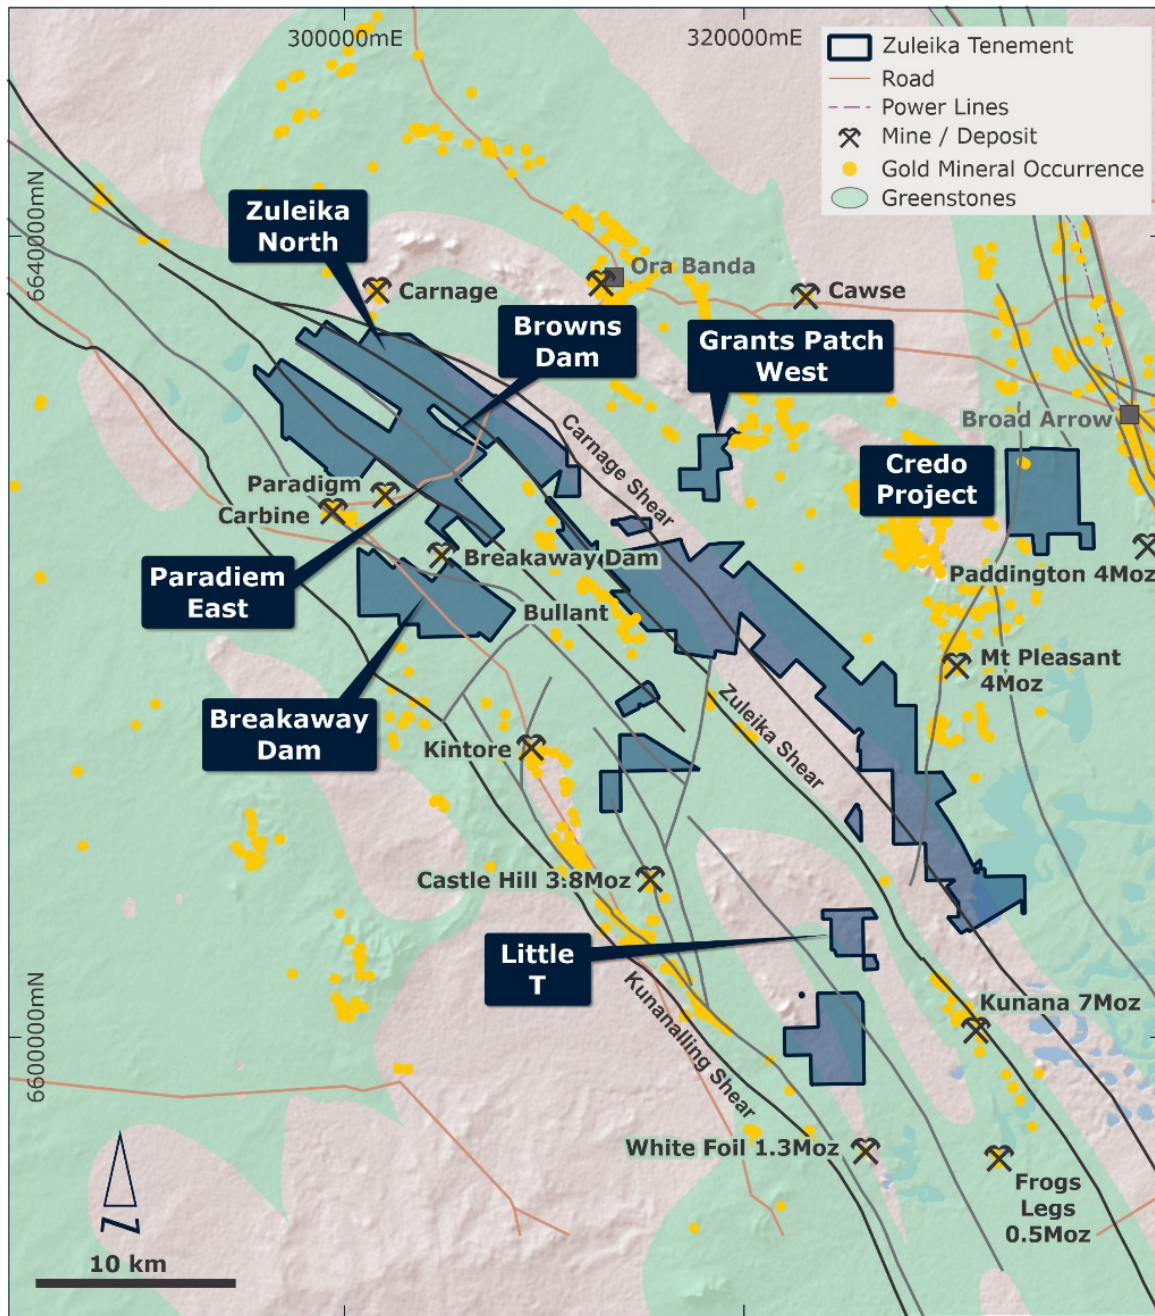 300000mE
320000mE
Zuleika Tenement
Road
Power Lines
Mine / Deposit
Gold Mineral Occurrence
Greenstones
6640000mN
Zuleika
North
Ora Banda
Carnage
Cawse
Browns
Dam
Grants Patch
West
Broad Arrow
Carnage Shear
Credo
Project
Paradigm
Carbine
Breakaway Dam
Paddington 4Moz
Paradiem
East
Bullant
Mt Pleasant
4Moz
Breakaway
Dam
Zuleika Shear
Kintore
Castle Hill 3.8Moz
Little
T
Kunanalling Shear
Kunana 7Moz
6600000mN
White Foil 1.3Moz
Frogs
Legs
0.5Moz
N
10 km